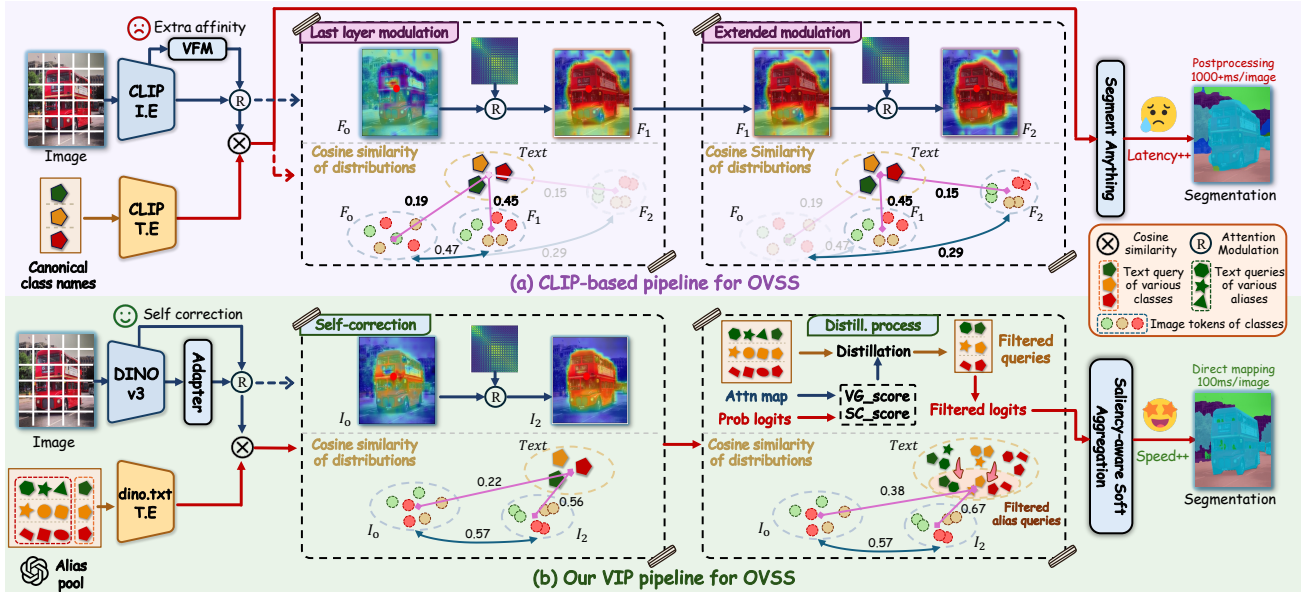 Extra affinity
VFM
CLIP
I.E
R
Image
CLIP
T.E
Canonical
class names
Last layer modulation
R
F₀
F₁
Cosine similarity
of distributions
Text
0.19
0.45
0.15
F₀
F₁
F₂
0.47
0.29
Extended modulation
R
F₁
F₂
Cosine Similarity
of distributions
Text
0.19
0.45
0.15
F₀
F₁
F₂
0.47
0.29
(a) CLIP-based pipeline for OVSS
Segment Anything
Postprocessing
1000+ms/image
Latency++
Segmentation
Cosine
similarity
R
Attention
Modulation
Text query
of various
classes
Text queries
of various
aliases
Image tokens of classes
Self correction
DINO
v3
Adapter
R
Image
dino.txt
T.E
Alias
pool
Self-correction
R
I₀
I₂
Cosine similarity
of distributions
Text
0.22
0.56
I₀
0.57
I₂
Distill. process
Distillation
Filtered
queries
Attn map
VG_score
Prob logits
SC_score
Filtered logits
Cosine similarity
of distributions
Text
0.38
0.67
Filtered
alias queries
I₀
0.57
I₂
(b) Our VIP pipeline for OVSS
Saliency-aware Soft
Aggregation
Direct mapping
100ms/image
Speed++
Segmentation